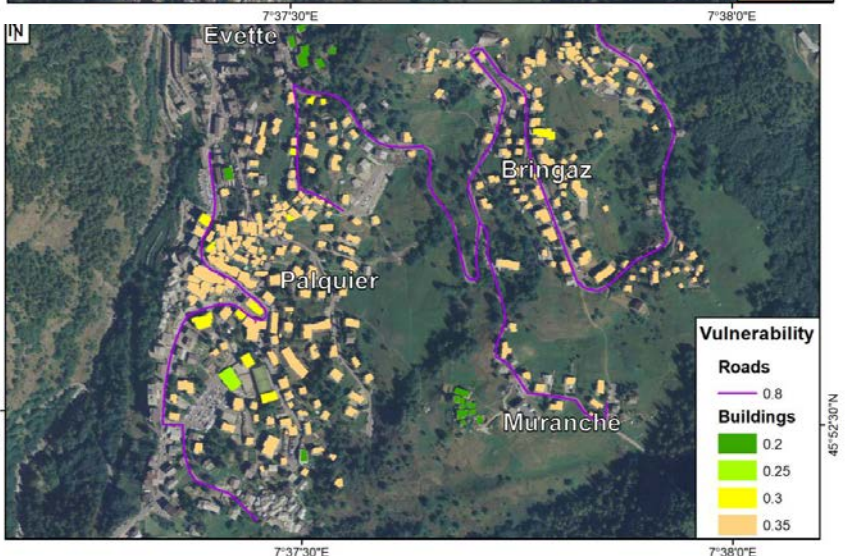 7°37'30"E
7°38'0"E
Evette
Bringaz
Palquier
Muranche
Vulnerability
Roads
0.8
Buildings
0.2
0.25
0.3
0.35
45°52'30"N
7°37'30"E
7°38'0"E